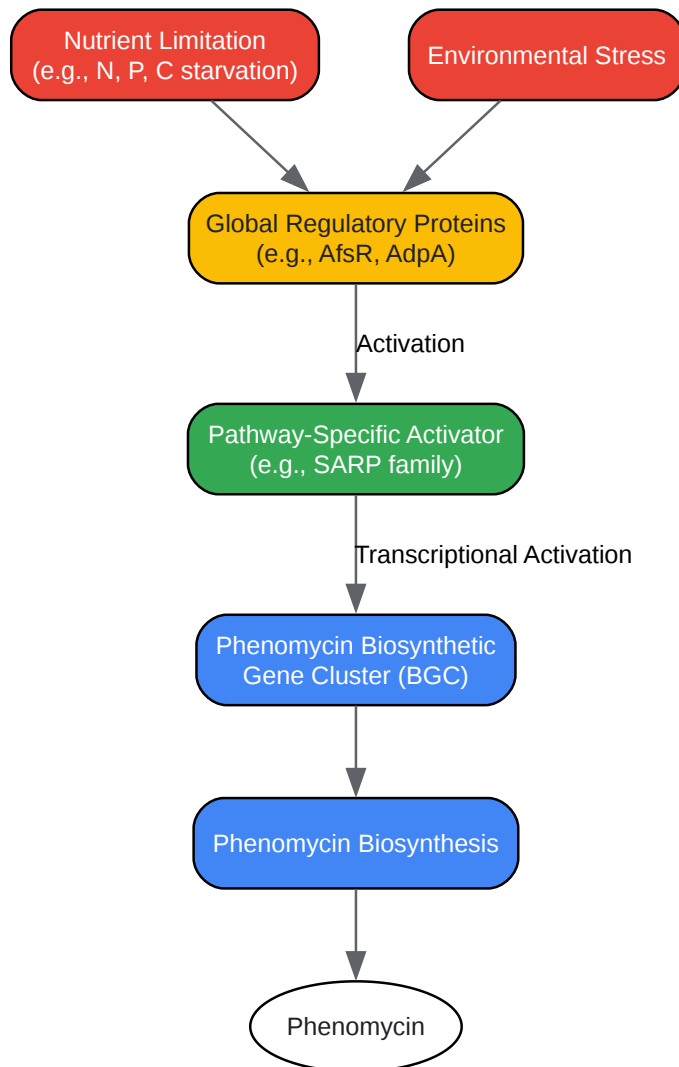 Nutrient Limitation
(e.g., N, P, C starvation)
Environmental Stress
Global Regulatory Proteins
(e.g., AfsR, AdpA)
Activation
Pathway-Specific Activator
(e.g., SARP family)
Transcriptional Activation
Phenomycin Biosynthetic
Gene Cluster (BGC)
Phenomycin Biosynthesis
Phenomycin